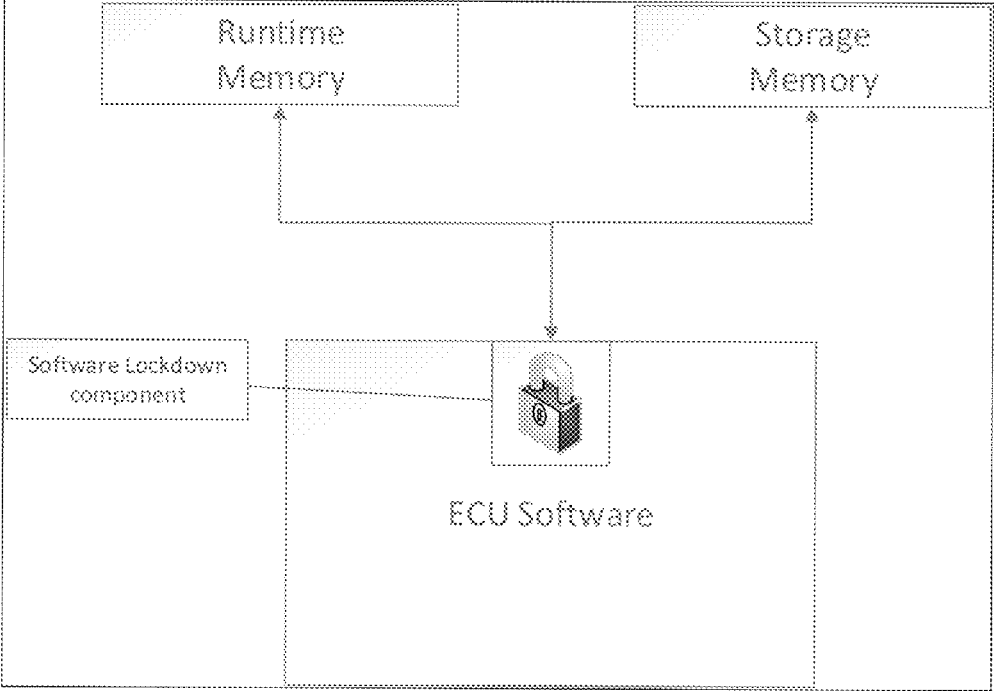 Runtime
Memory
Storage
Memory
Software Lockdown
component
ECU Software